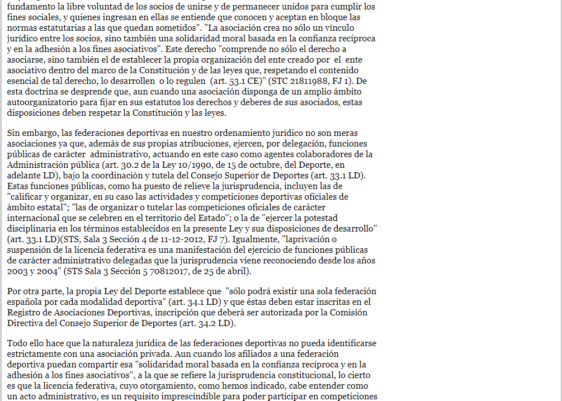 fundamento la libre voluntad de los socios de unirse y de permanecer unidos para cumplir los
fines sociales, y quienes ingresan en ellas se entiende que conocen y aceptan en bloque las
normas estatutarias a las que quedan sometidos". "La asociación crea no sólo un vínculo
jurídico entre los socios, sino también una solidaridad moral basada en la confianza recíproca
y en la adhesión a los fines asociativos". Este derecho "comprende no sólo el derecho a
asociarse, sino también el de establecer la propia organización del ente creado por el ente
asociativo dentro del marco de la Constitución y de las leyes que, respetando el contenido
esencial de tal derecho, lo desarrollen o lo regulen (art. 53.1 CE)" (STC 21811988, FJ 1). De
esta doctrina se desprende que, aun cuando una asociación disponga de un amplio ámbito
autoorganizatorio para fijar en sus estatutos los derechos y deberes de sus asociados, estas
disposiciones deben respetar la Constitución y las leyes.
Sin embargo, las federaciones deportivas en nuestro ordenamiento jurídico no son meras
asociaciones ya que, además de sus propias atribuciones, ejercen, por delegación, funciones
públicas de carácter administrativo, actuando en este caso como agentes colaboradores de la
Administración pública (art. 30.2 de la Ley 10/1990, de 15 de octubre, del Deporte, en
adelante LD), bajo la coordinación y tutela del Consejo Superior de Deportes (art. 33.1 LD).
Estas funciones públicas, como ha puesto de relieve la jurisprudencia, incluyen las de
"calificar y organizar, en su caso las actividades y competiciones deportivas oficiales de
ámbito estatal"; "las de organizar o tutelar las competiciones oficiales de carácter
internacional que se celebren en el territorio del Estado"; o la de "ejercer la potestad
disciplinaria en los términos establecidos en la presente Ley y sus disposiciones de desarrollo"
(art. 33.1 LD)(STS, Sala 3 Sección 4 de 11-12-2012, FJ 7). Igualmente, "laprivación o
suspensión de la licencia federativa es una manifestación del ejercicio de funciones públicas
de carácter administrativo delegadas que la jurisprudencia viene reconociendo desde los años
2003 y 2004" (STS Sala 3 Sección 5 70812017, de 25 de abril).
Por otra parte, la propia Ley del Deporte establece que "sólo podrá existir una sola federación
española por cada modalidad deportiva" (art. 34.1 LD) y que éstas deben estar inscritas en el
Registro de Asociaciones Deportivas, inscripción que deberá ser autorizada por la Comisión
Directiva del Consejo Superior de Deportes (art. 34.2 LD).
Todo ello hace que la naturaleza jurídica de las federaciones deportivas no pueda identificarse
estrictamente con una asociación privada. Aun cuando los afiliados a una federación
deportiva puedan compartir esa "solidaridad moral basada en la confianza recíproca y en la
adhesión a los fines asociativos", a la que se refiere la jurisprudencia constitucional, lo cierto
es que la licencia federativa, cuyo otorgamiento, como hemos indicado, cabe entender como
un acto administrativo, es un requisito imprescindible para poder participar en competiciones